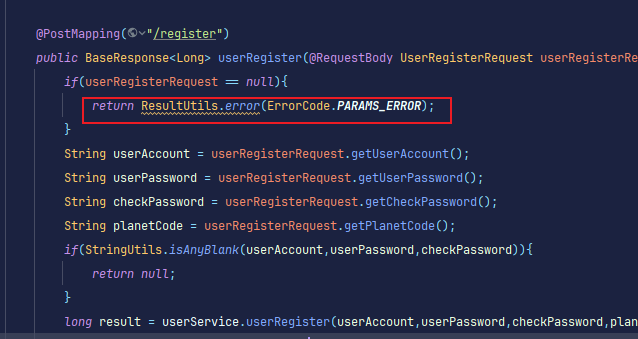 @PostMapping("/register")
public BaseResponse<Long> userRegister(@RequestBody UserRegisterRequest userRegisterRe
if(userRegisterRequest == null){
return ResultUtils.error(ErrorCode.PARAMS_ERROR);
}
String userAccount = userRegisterRequest.getUserAccount();
String userPassword = userRegisterRequest.getUserPassword();
String checkPassword = userRegisterRequest.getCheckPassword();
String planetCode = userRegisterRequest.getPlanetCode();
if(StringUtils.isAnyBlank(userAccount,userPassword,checkPassword)){
return null;
}
long result = userService.userRegister(userAccount,userPassword,checkPassword,plan